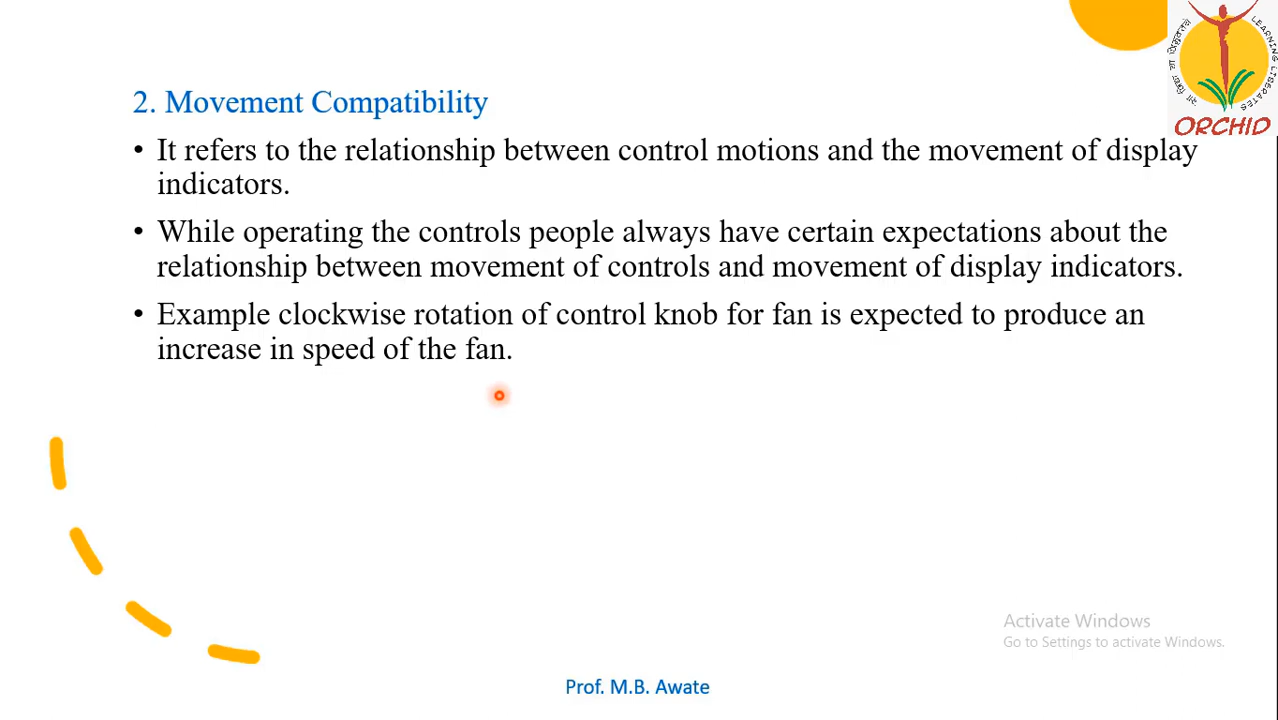 2. Movement Compatibility
• It refers to the relationship between control motions and the movement of display
indicators.
• While operating the controls people always have certain expectations about the
relationship between movement of controls and movement of display indicators.
• Example clockwise rotation of control knob for fan is expected to produce an
increase in speed of the fan.
LEARNING LIBERATES
ORCHID
Activate Windows
Go to Settings to activate Windows.
Prof. M.B. Awate